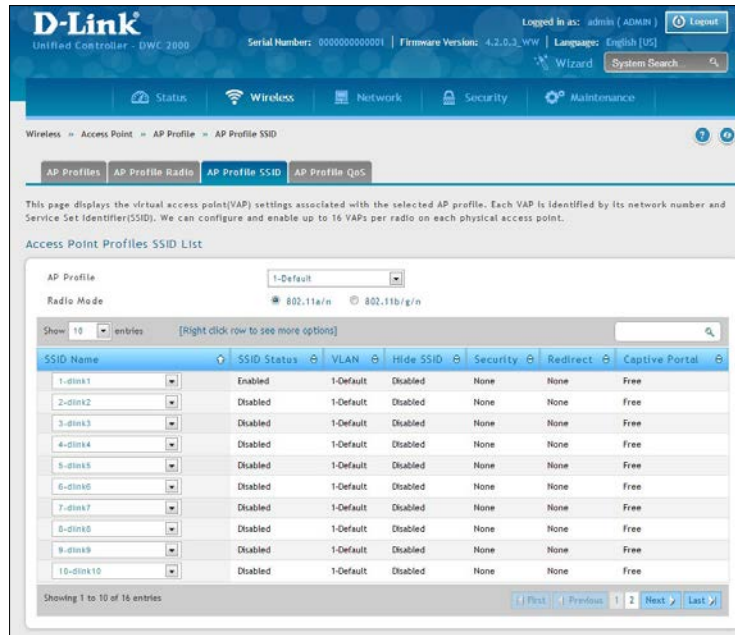 D-Link
Logged in as: admin ( ADMIN ) Logout
Unified Controller - DWC 2000
Serial Number: 0000000000001 | Firmware Version: 4.2.0.3_WW | Language: English [US]
Wizard System Search...
Status Wireless Network Security Maintenance
Wireless » Access Point » AP Profile » AP Profile SSID
AP Profiles AP Profile Radio AP Profile SSID AP Profile QoS
This page displays the virtual access point(VAP) settings associated with the selected AP profile. Each VAP is identified by its network number and
Service Set Identifier(SSID). We can configure and enable up to 16 VAPs per radio on each physical access point.
Access Point Profiles SSID List
AP Profile 1-Default
Radio Mode 802.11a/n 802.11b/g/n
Show 10 entries [Right click row to see more options]
SSID Name SSID Status VLAN Hide SSID Security Redirect Captive Portal
1-dlink1 Enabled 1-Default Disabled None None Free
2-dlink2 Disabled 1-Default Disabled None None Free
3-dlink3 Disabled 1-Default Disabled None None Free
4-dlink4 Disabled 1-Default Disabled None None Free
5-dlink5 Disabled 1-Default Disabled None None Free
6-dlink6 Disabled 1-Default Disabled None None Free
7-dlink7 Disabled 1-Default Disabled None None Free
8-dlink8 Disabled 1-Default Disabled None None Free
9-dlink9 Disabled 1-Default Disabled None None Free
10-dlink10 Disabled 1-Default Disabled None None Free
Showing 1 to 10 of 16 entries First Previous 1 2 Next Last